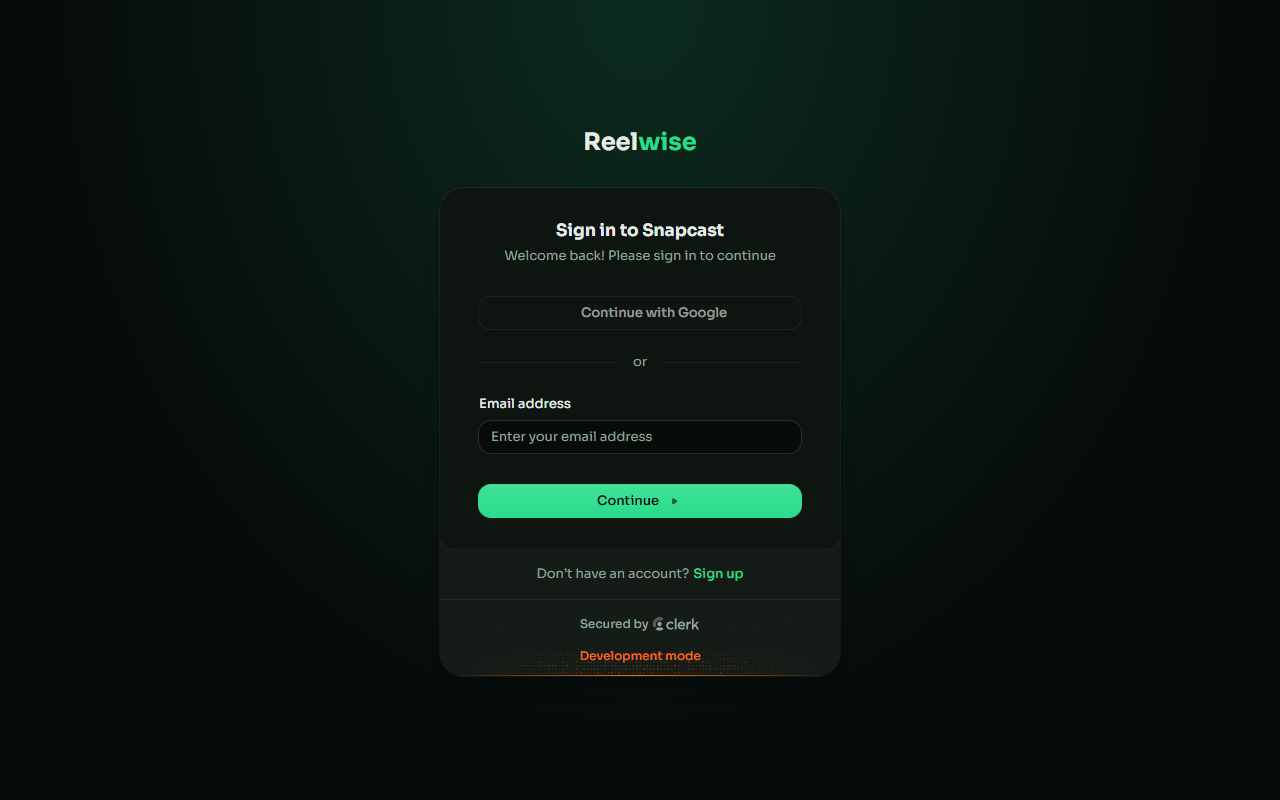 Reelwise
Sign in to Snapcast
Welcome back! Please sign in to continue
Continue with Google
or
Email address
Enter your email address
Continue
Don’t have an account? Sign up
Secured by clerk
Development mode